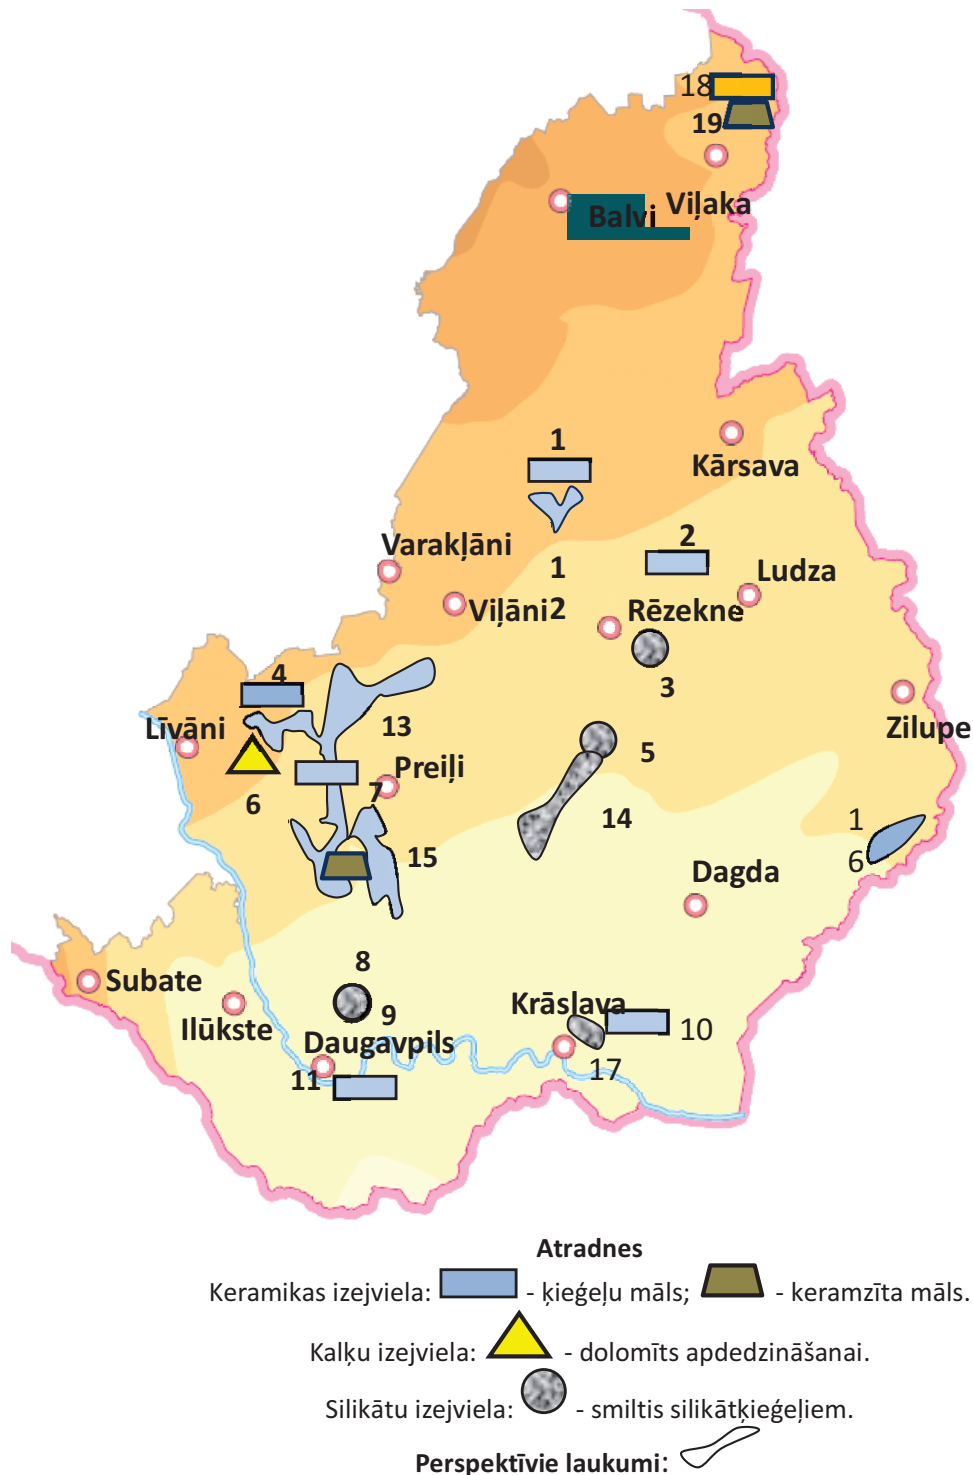 18
19
Viļaka
Balvi
1
Kārsava
Varakļāni
2
1
Ludza
Viļāni
2
Rēzekne
3
4
13
Līvāni
Zilupe
5
Preiļi
7
6
14
1
15
6
Dagda
8
Subate
Krāslava
Ilūkste
9
10
Daugavpils
17
11
Atradnes
Keramikas izejviela: - ķieģeļu māls; - keramzīta māls.
Kaļķu izejviela: - dolomīts apdedzināšanai.
Silikātu izejviela: - smiltis silikātķieģeļiem.
Perspektīvie laukumi: